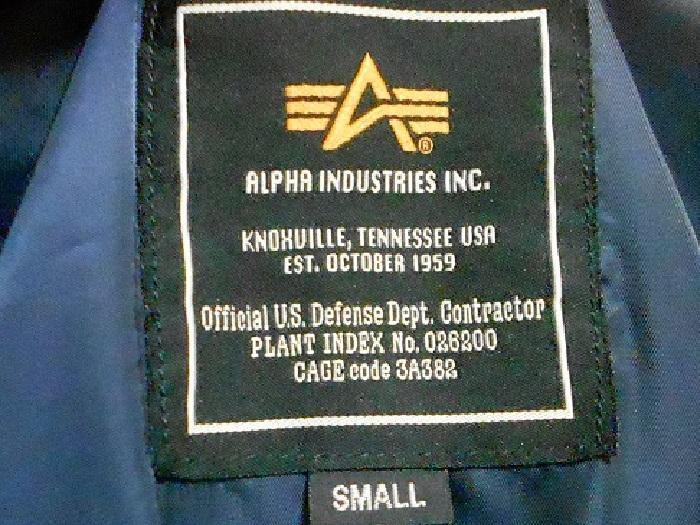 ALPHA INDUSTRIES INC.
KNOXVILLE, TENNESSEE USA
EST. OCTOBER 1959
Official U.S. Defense Dept. Contractor
PLANT INDEX No. 026200
CAGE code 3A382
SMALL